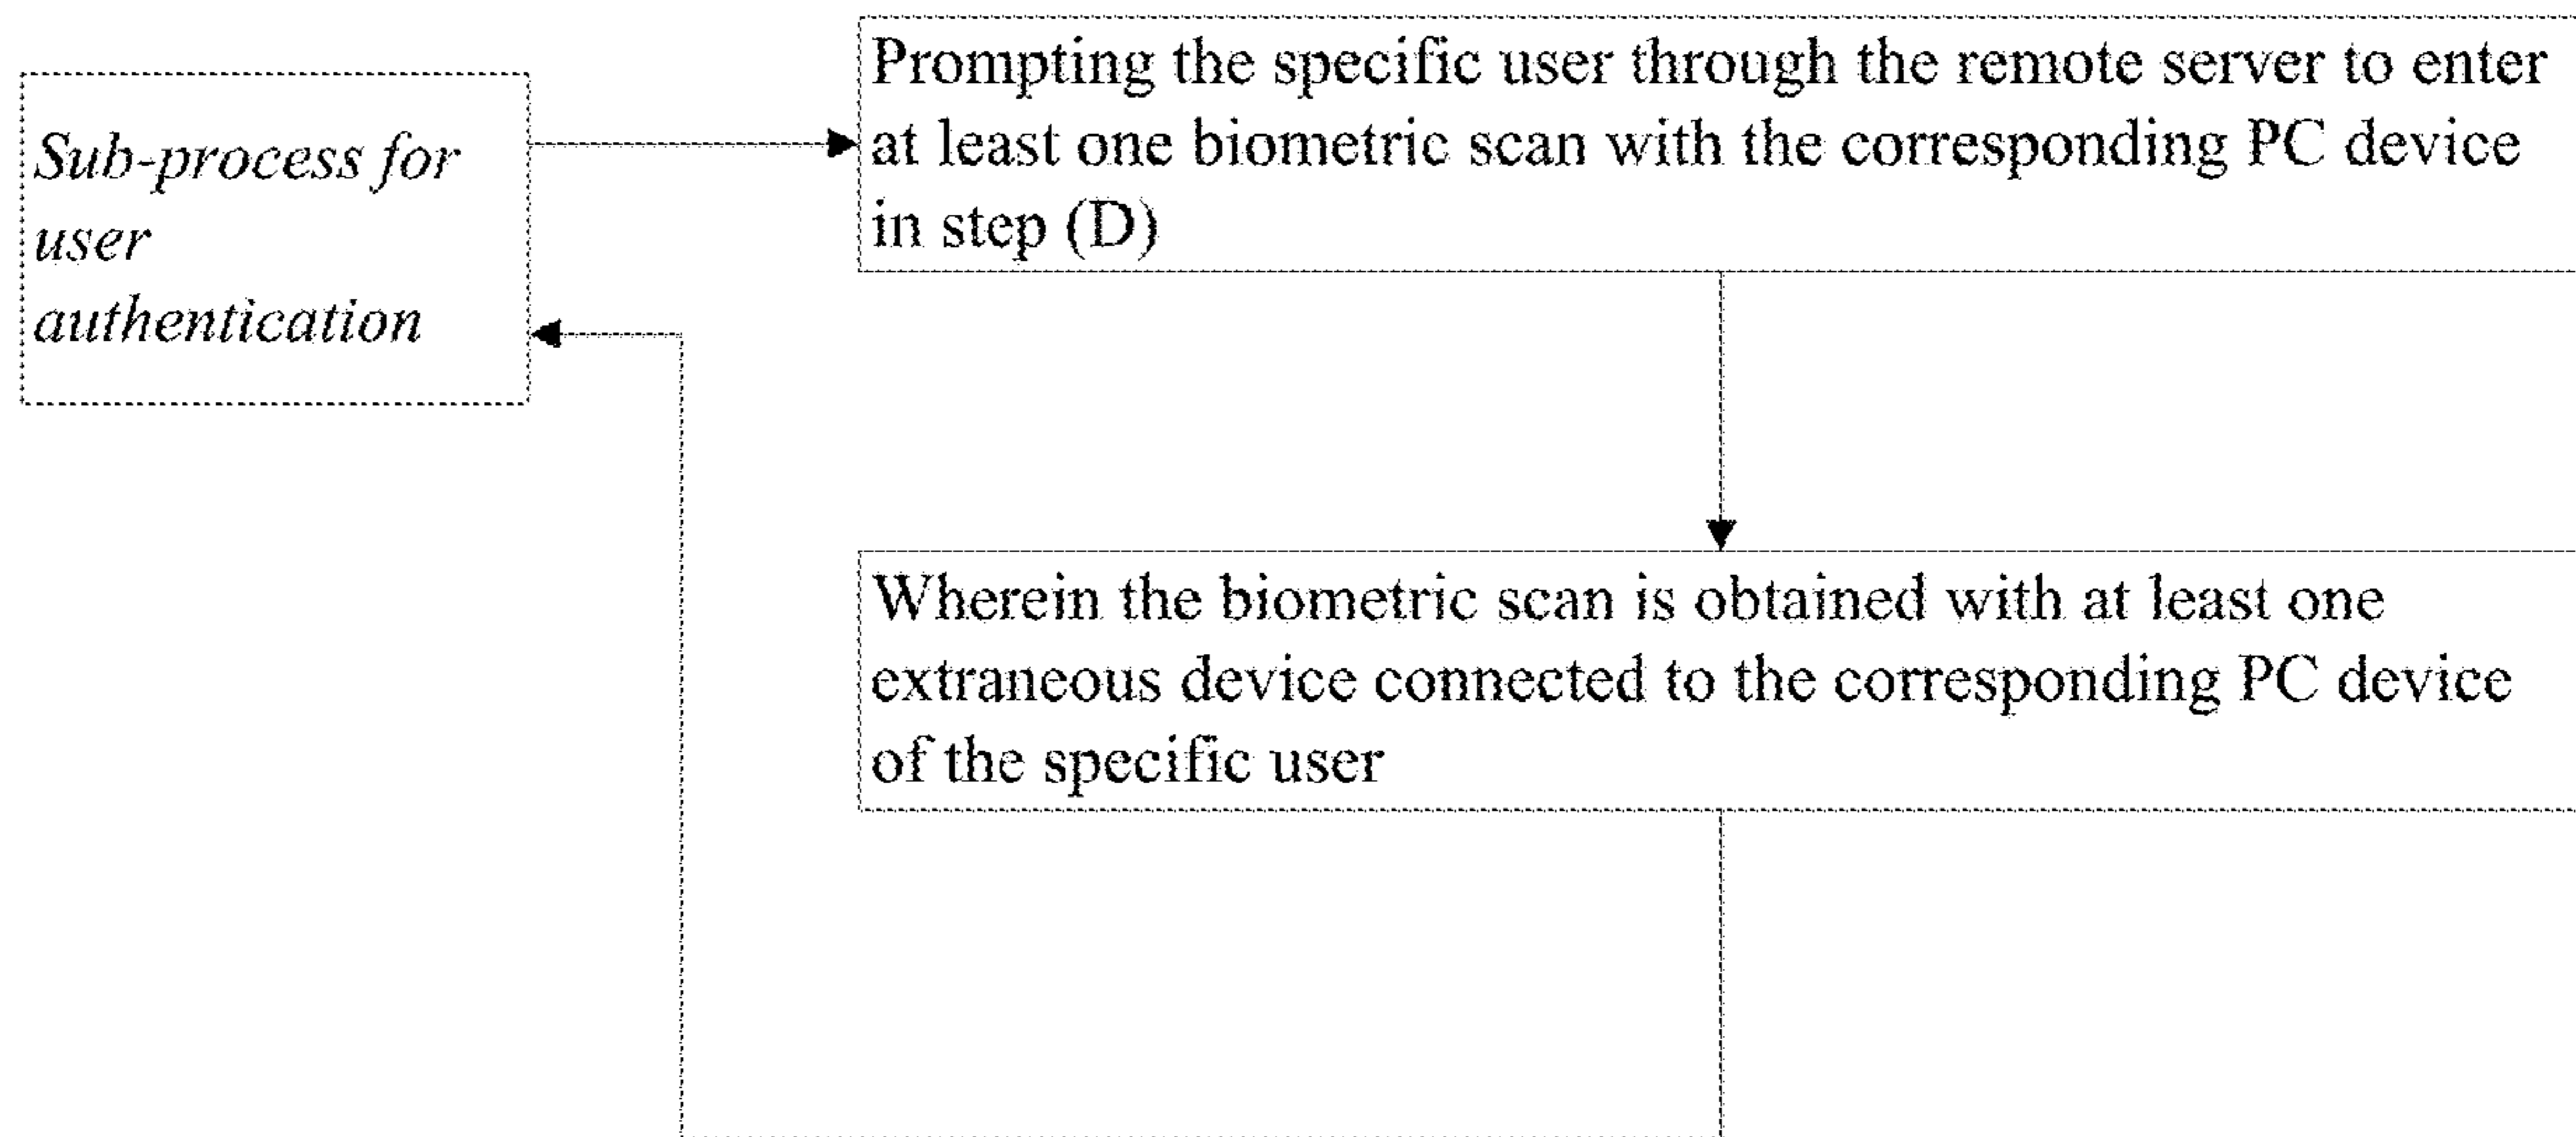 Sub-process for
user
authentication
Prompting the specific user through the remote server to enter
at least one biometric scan with the corresponding PC device
in step (D)
Wherein the biometric scan is obtained with at least one
extraneous device connected to the corresponding PC device
of the specific user